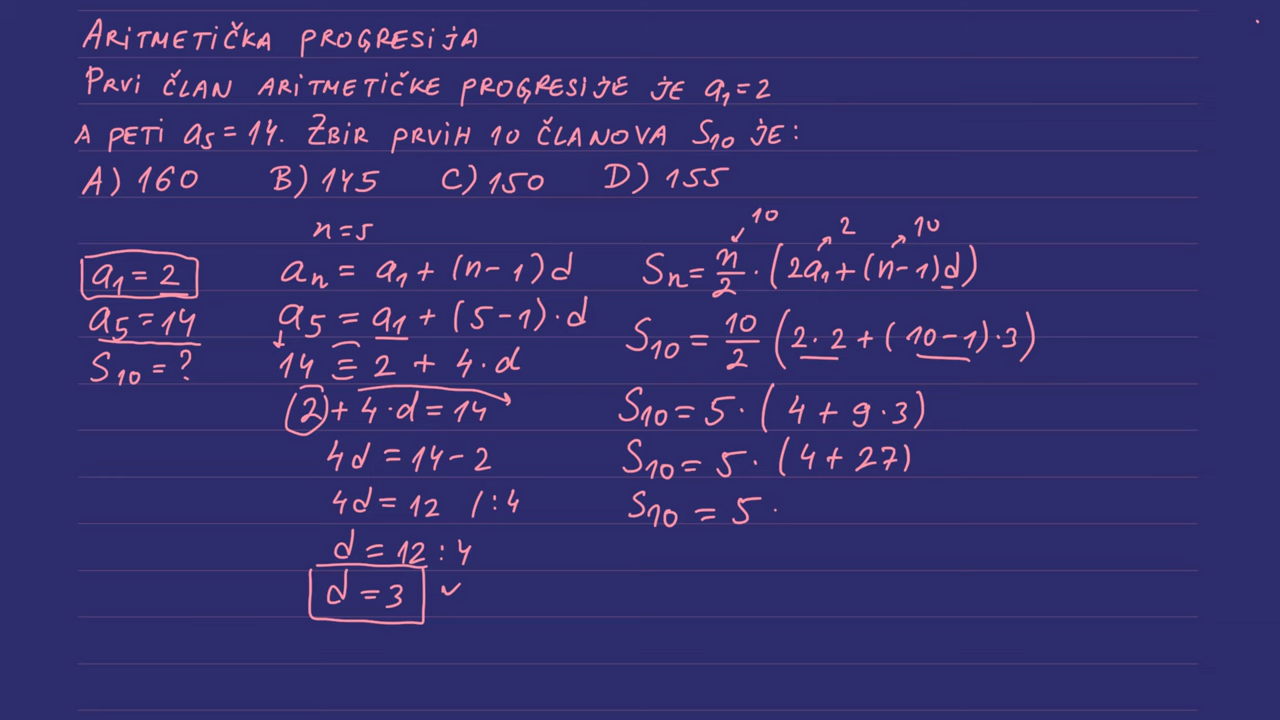 ARITMETIČKA PROGRESIJA
PRVI ČLAN ARITMETIČKE PROGRESIJE JE a₁=2
A PETI a₅=14. ZBIR PRVIH 10 ČLANOVA S₁₀ JE:
A) 160 B) 145 C) 150 D) 155
n=5
a₁=2
a₅=14
S₁₀=?
aₙ = a₁ + (n-1)d
a₅ = a₁ + (5-1)·d
14 = 2 + 4·d
2 + 4·d = 14
4d = 14-2
4d = 12 /:4
d = 12:4
d = 3 ✓
10 2 10
Sₙ = n/2 · (2a₁ + (n-1)d)
S₁₀ = 10/2 (2·2 + (10-1)·3)
S₁₀ = 5 · (4 + 9·3)
S₁₀ = 5 · (4 + 27)
S₁₀ = 5 ·